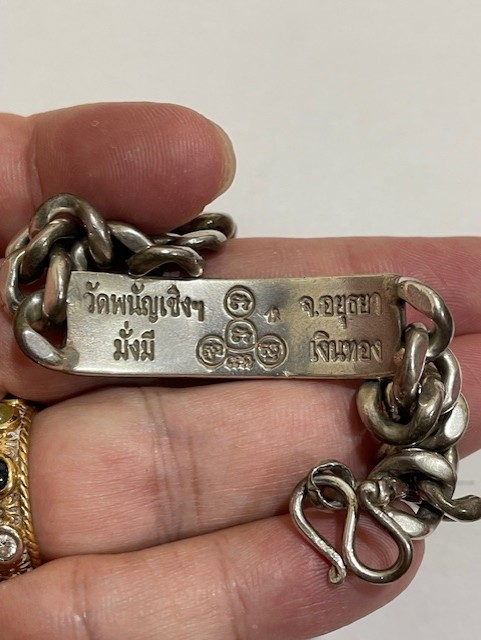 วัดพนัญเชิงฯ จ.อยุธยา
มั่งมี เงินทอง